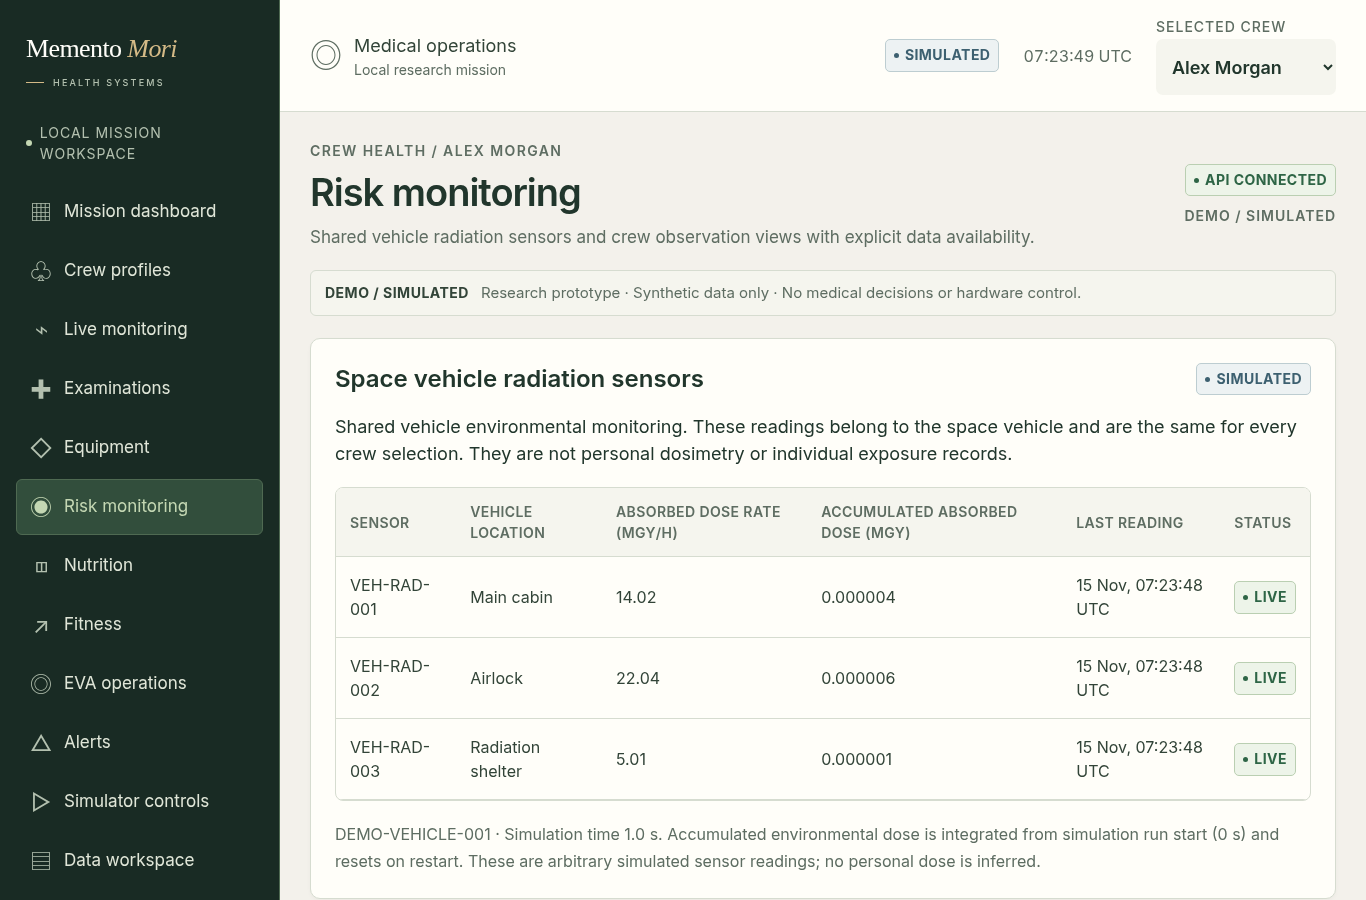 Memento Mori
HEALTH SYSTEMS
LOCAL MISSION
WORKSPACE
Mission dashboard
Crew profiles
Live monitoring
Examinations
Equipment
Risk monitoring
Nutrition
Fitness
EVA operations
Alerts
Simulator controls
Data workspace
Medical operations
Local research mission
SIMULATED
07:23:49 UTC
SELECTED CREW
Alex Morgan
CREW HEALTH / ALEX MORGAN
Risk monitoring
Shared vehicle radiation sensors and crew observation views with explicit data availability.
API CONNECTED
DEMO / SIMULATED
DEMO / SIMULATED Research prototype · Synthetic data only · No medical decisions or hardware control.
Space vehicle radiation sensors
SIMULATED
Shared vehicle environmental monitoring. These readings belong to the space vehicle and are the same for every
crew selection. They are not personal dosimetry or individual exposure records.
SENSOR VEHICLE LOCATION ABSORBED DOSE RATE (MGY/H) ACCUMULATED ABSORBED DOSE (MGY) LAST READING STATUS
VEH-RAD-001 Main cabin 14.02 0.000004 15 Nov, 07:23:48 UTC LIVE
VEH-RAD-002 Airlock 22.04 0.000006 15 Nov, 07:23:48 UTC LIVE
VEH-RAD-003 Radiation shelter 5.01 0.000001 15 Nov, 07:23:48 UTC LIVE
DEMO-VEHICLE-001 · Simulation time 1.0 s. Accumulated environmental dose is integrated from simulation run start (0 s) and
resets on restart. These are arbitrary simulated sensor readings; no personal dose is inferred.